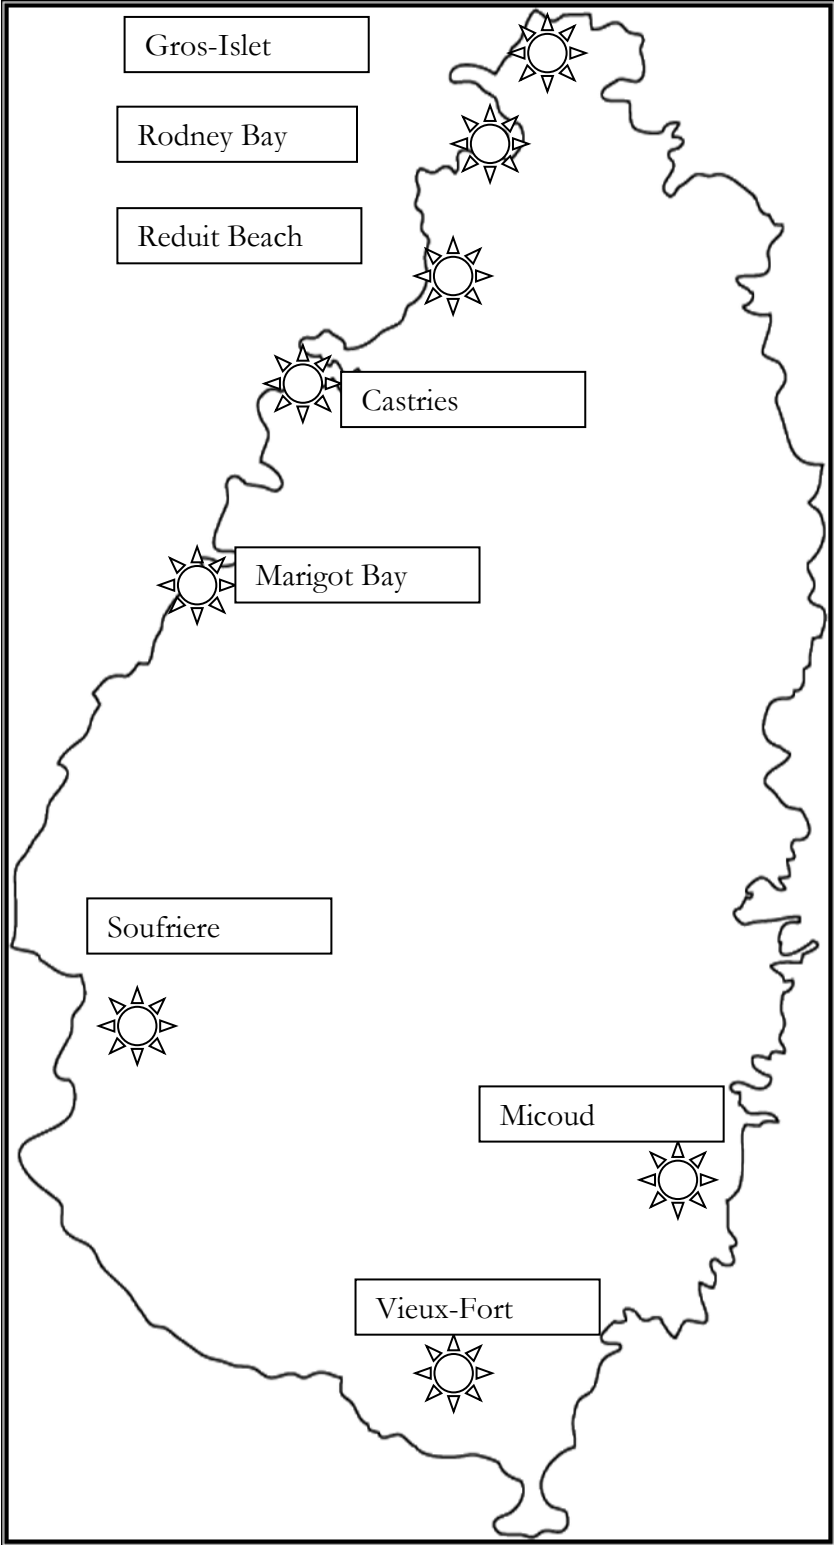 Gros-Islet
Rodney Bay
Reduit Beach
Castries
Marigot Bay
Soufriere
Micoud
Vieux-Fort